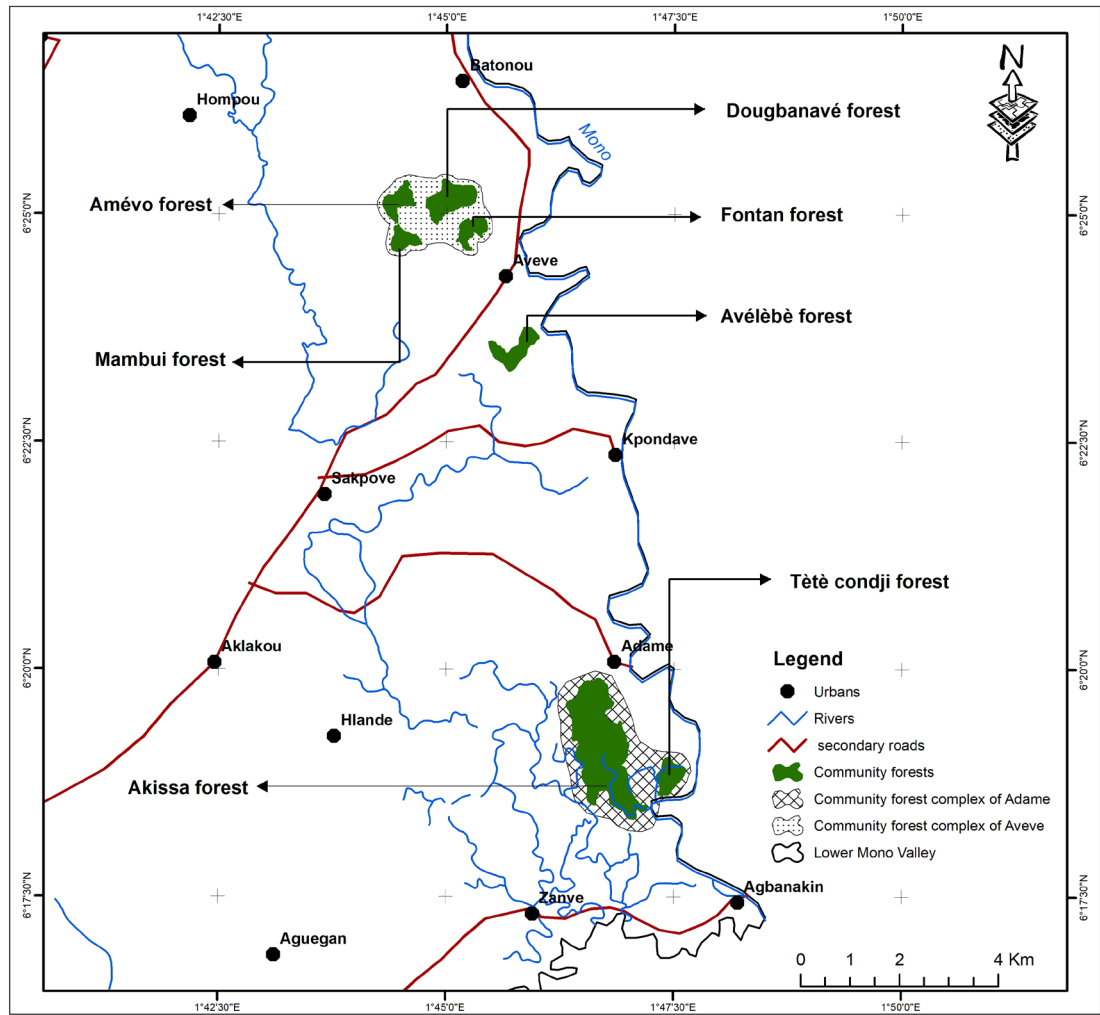 1°42'30"E
1°45'0"E
1°47'30"E
1°50'0"E
N
Batonou
Hompou
Dougbanavé forest
Mono
Amévo forest
6°25'0"N
6°25'0"N
Fontan forest
Aveve
Avélèbè forest
Mambui forest
6°22'30"N
6°22'30"N
Kpondave
Sakpove
Tètè condji forest
Aklakou
Adame
6°20'0"N
6°20'0"N
Legend
Urbans
Rivers
secondary roads
Community forests
Community forest complex of Adame
Community forest complex of Aveve
Lower Mono Valley
Hlande
Akissa forest
6°17'30"N
6°17'30"N
Agbanakin
Zanve
Aguegan
0 1 2 4 Km
1°42'30"E
1°45'0"E
1°47'30"E
1°50'0"E